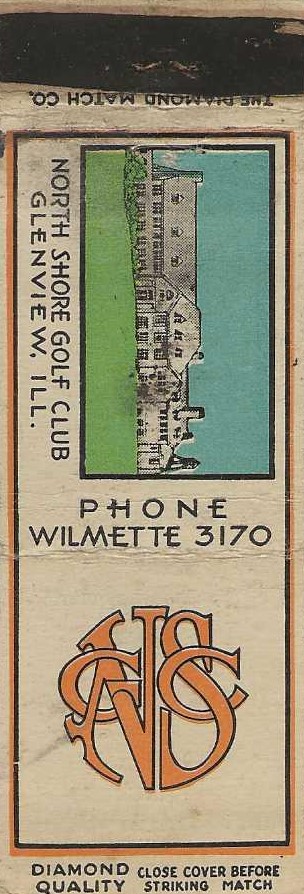 THE DIAMOND MATCH CO.
NORTH SHORE GOLF CLUB
GLENVIEW, ILL.
PHONE
WILMETTE 3170
DIAMOND QUALITY
CLOSE COVER BEFORE STRIKING MATCH